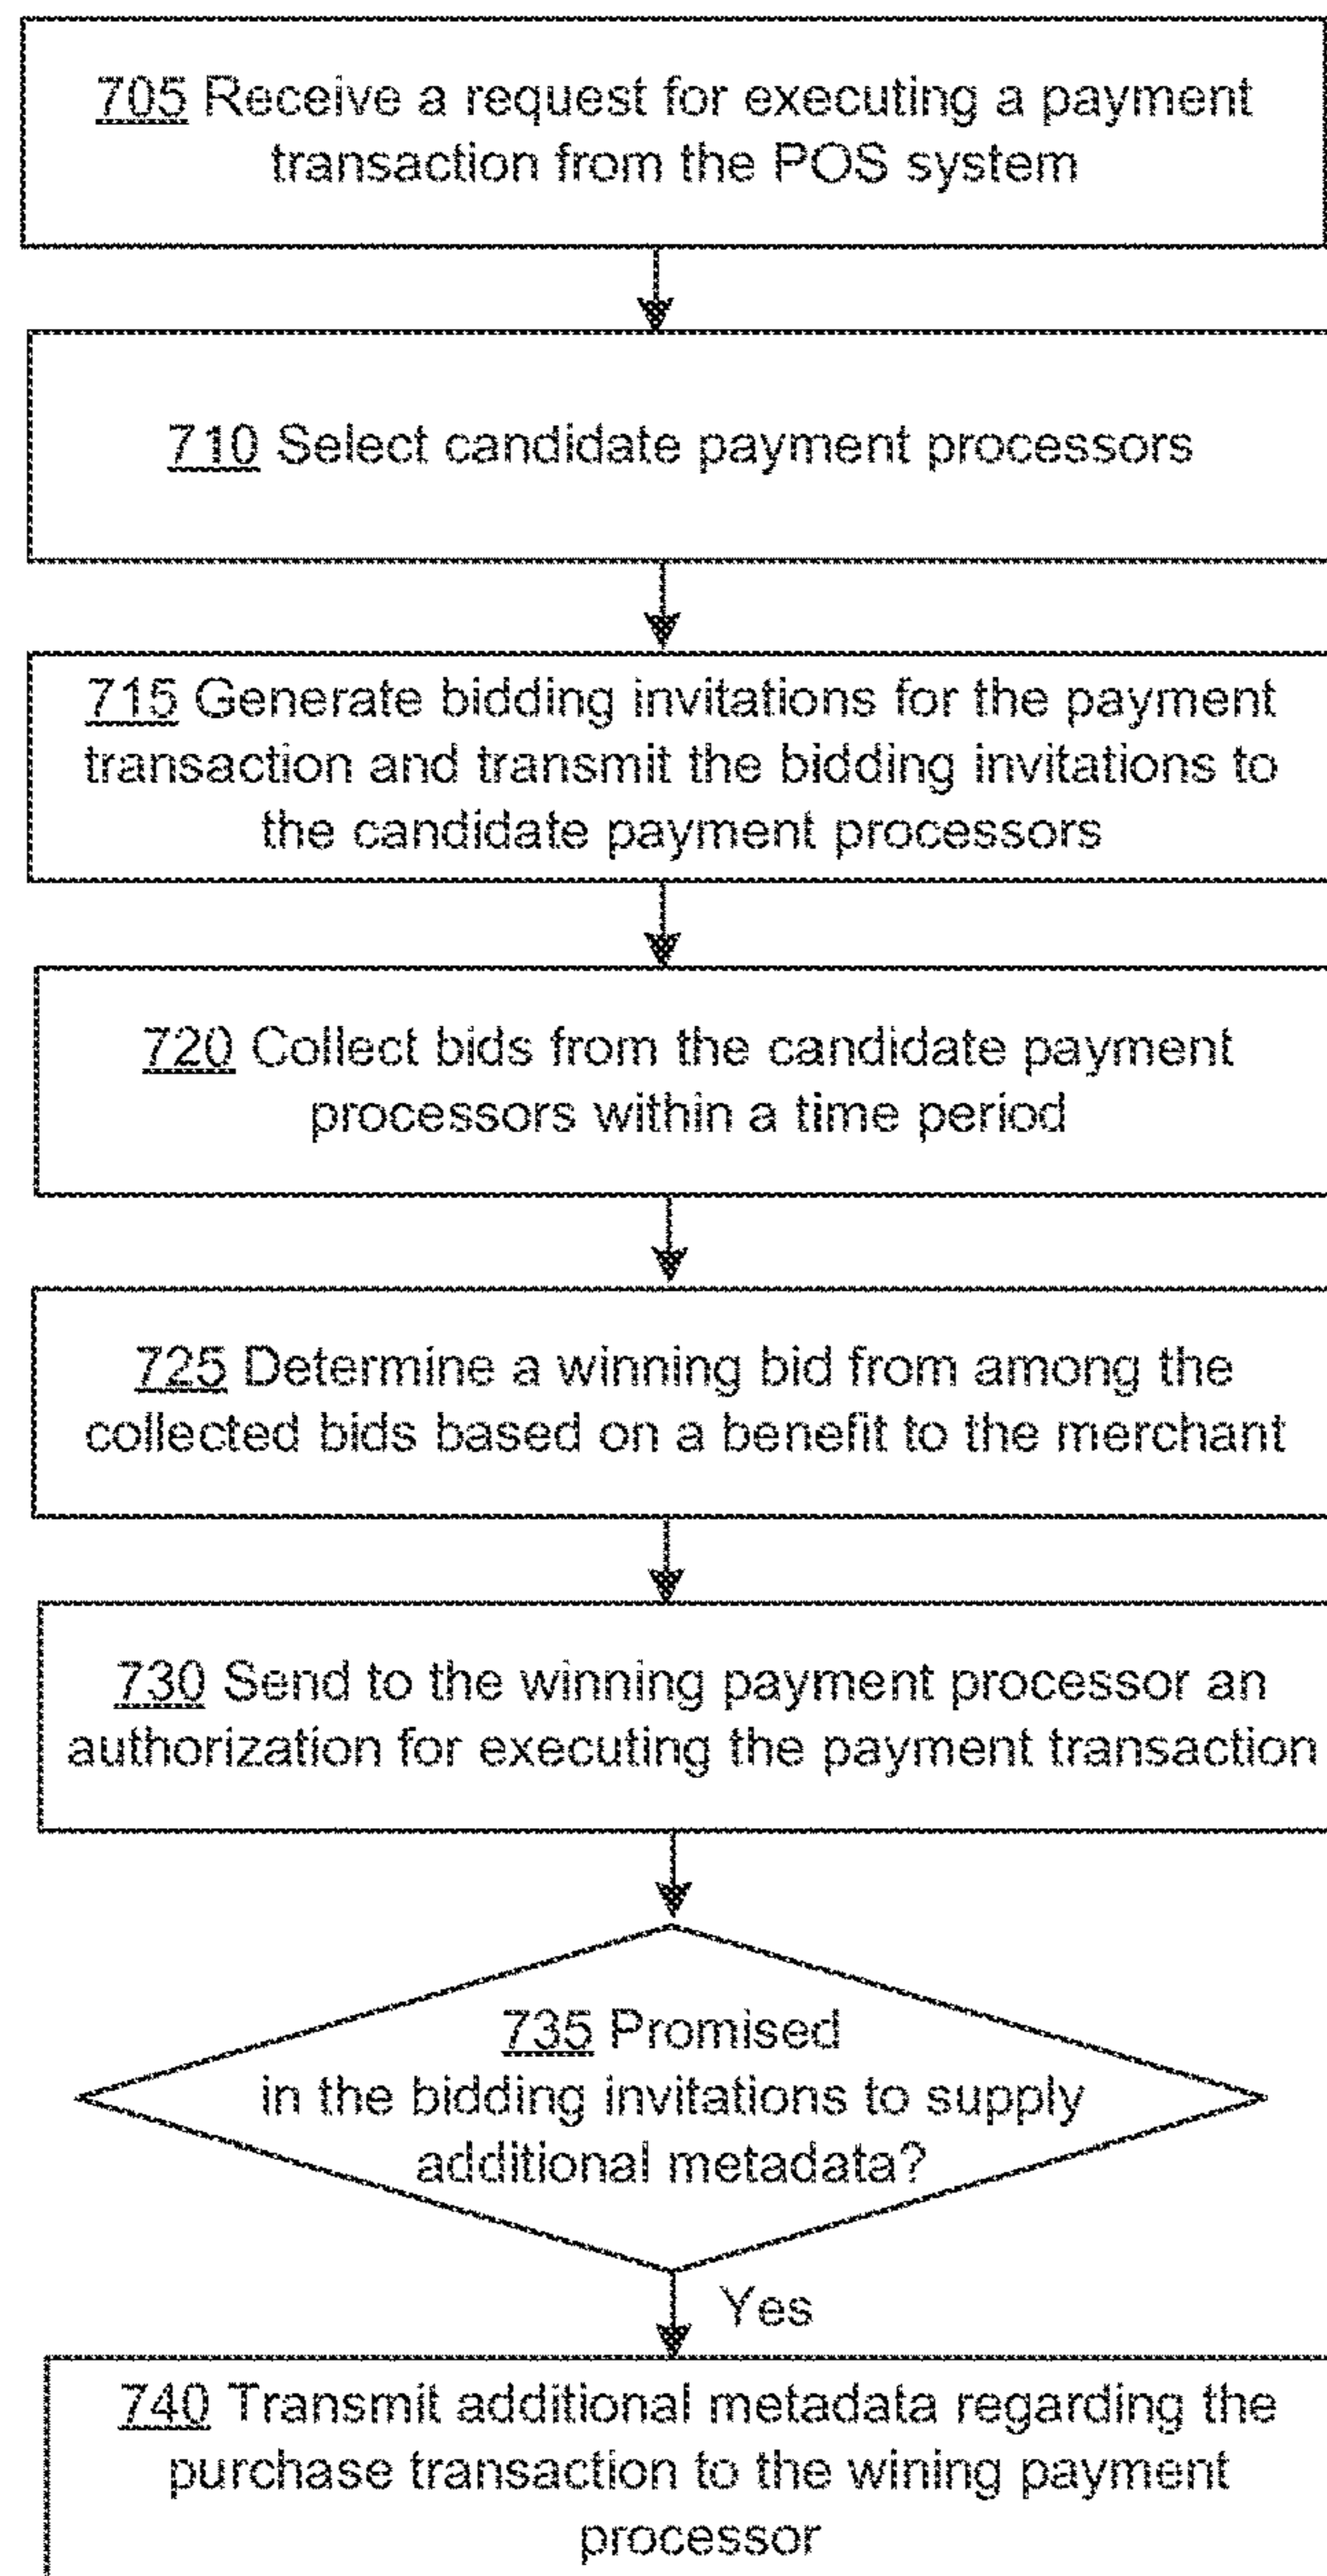 705 Receive a request for executing a payment
transaction from the POS system
710 Select candidate payment processors
715 Generate bidding invitations for the payment
transaction and transmit the bidding invitations to
the candidate payment processors
720 Collect bids from the candidate payment
processors within a time period
725 Determine a winning bid from among the
collected bids based on a benefit to the merchant
730 Send to the winning payment processor an
authorization for executing the payment transaction
735 Promised
in the bidding invitations to supply
additional metadata?
Yes
740 Transmit additional metadata regarding the
purchase transaction to the wining payment
processor